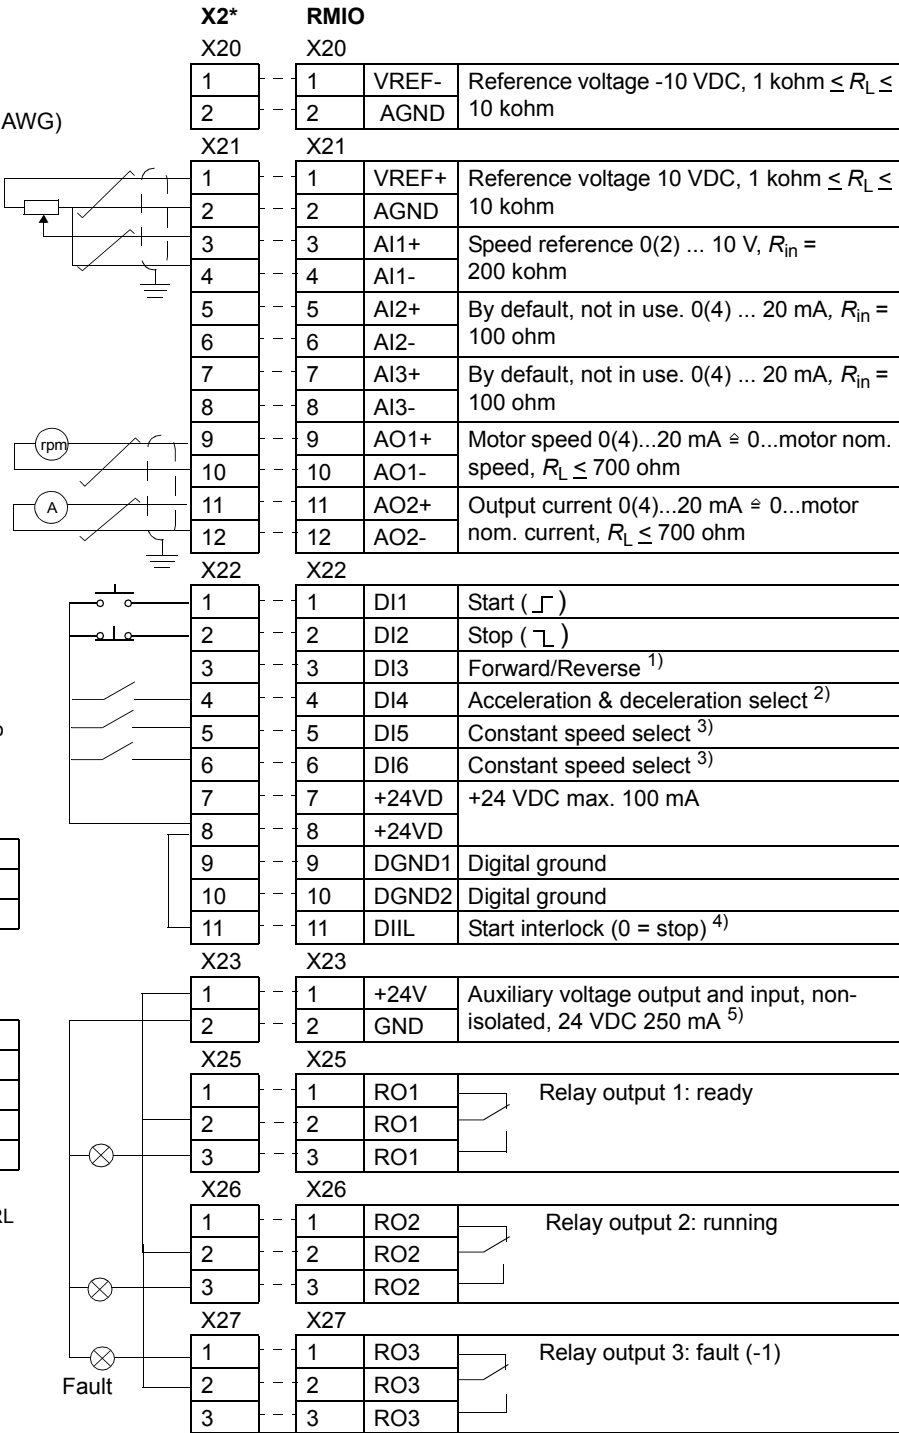 X2* RMIO
X20 X20
1 1 VREF- Reference voltage -10 VDC, 1 kohm ≤ RL ≤
2 2 AGND 10 kohm
AWG)
X21 X21
1 1 VREF+ Reference voltage 10 VDC, 1 kohm ≤ RL ≤
2 2 AGND 10 kohm
3 3 AI1+ Speed reference 0(2) ... 10 V, Rin =
4 4 AI1- 200 kohm
5 5 AI2+ By default, not in use. 0(4) ... 20 mA, Rin =
6 6 AI2- 100 ohm
7 7 AI3+ By default, not in use. 0(4) ... 20 mA, Rin =
8 8 AI3- 100 ohm
rpm 9 9 AO1+ Motor speed 0(4)...20 mA ≙ 0...motor nom.
10 10 AO1- speed, RL ≤ 700 ohm
A 11 11 AO2+ Output current 0(4)...20 mA ≙ 0...motor
12 12 AO2- nom. current, RL ≤ 700 ohm
X22 X22
1 1 DI1 Start ( )
2 2 DI2 Stop ( )
3 3 DI3 Forward/Reverse 1)
4 4 DI4 Acceleration & deceleration select 2)
5 5 DI5 Constant speed select 3)
6 6 DI6 Constant speed select 3)
7 7 +24VD +24 VDC max. 100 mA
8 8 +24VD
9 9 DGND1 Digital ground
10 10 DGND2 Digital ground
11 11 DIIL Start interlock (0 = stop) 4)
X23 X23
1 1 +24V Auxiliary voltage output and input, non-
2 2 GND isolated, 24 VDC 250 mA 5)
X25 X25
1 1 RO1 Relay output 1: ready
2 2 RO1
3 3 RO1
X26 X26
1 1 RO2 Relay output 2: running
2 2 RO2
3 3 RO2
X27 X27
1 1 RO3 Relay output 3: fault (-1)
Fault 2 2 RO3
3 3 RO3